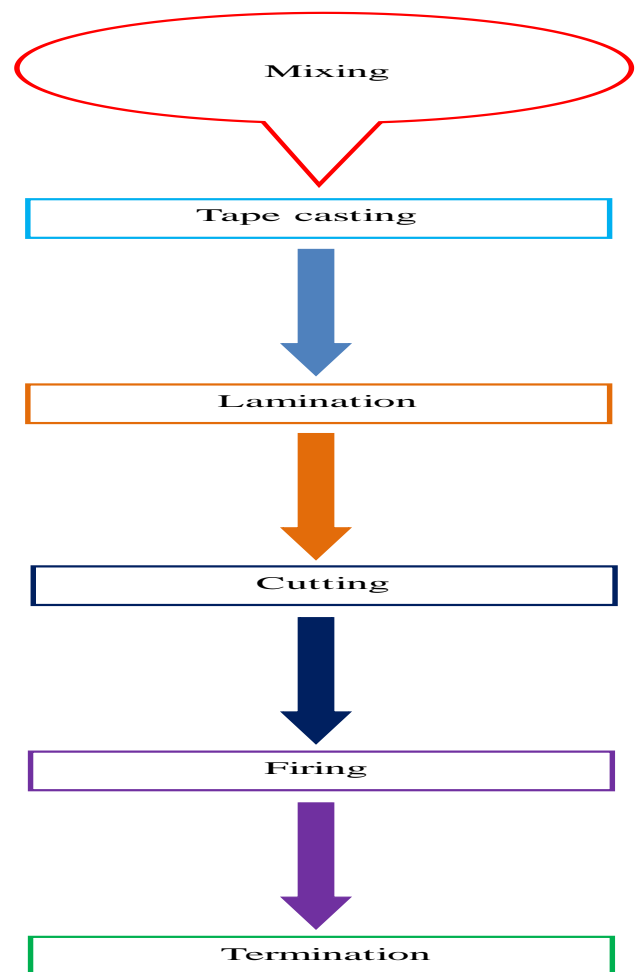 Mixing
Tape casting
Lamination
Cutting
Firing
Termination